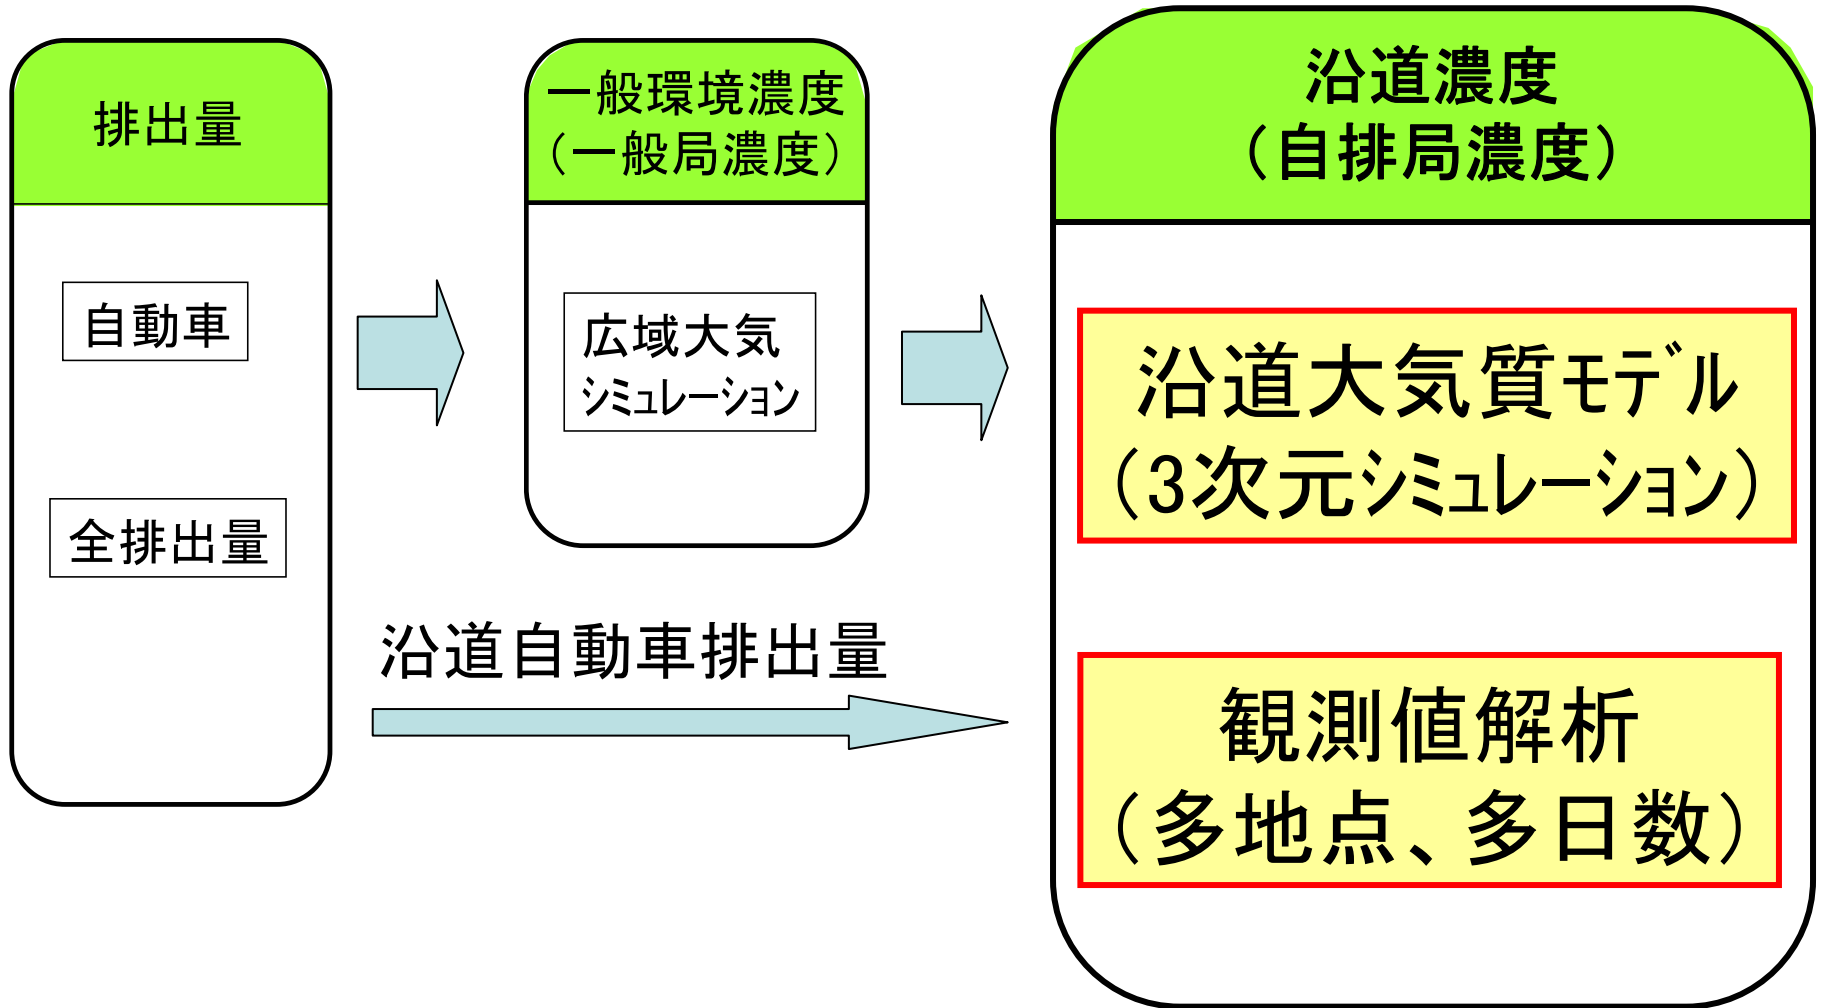 排出量
自動車
全排出量
一般環境濃度
（一般局濃度）
広域大気
ｼﾐｭﾚｰｼｮﾝ
沿道自動車排出量
沿道濃度
（自排局濃度）
沿道大気質ﾓﾃﾞﾙ
（3次元ｼﾐｭﾚｰｼｮﾝ）
観測値解析
（多地点、多日数）